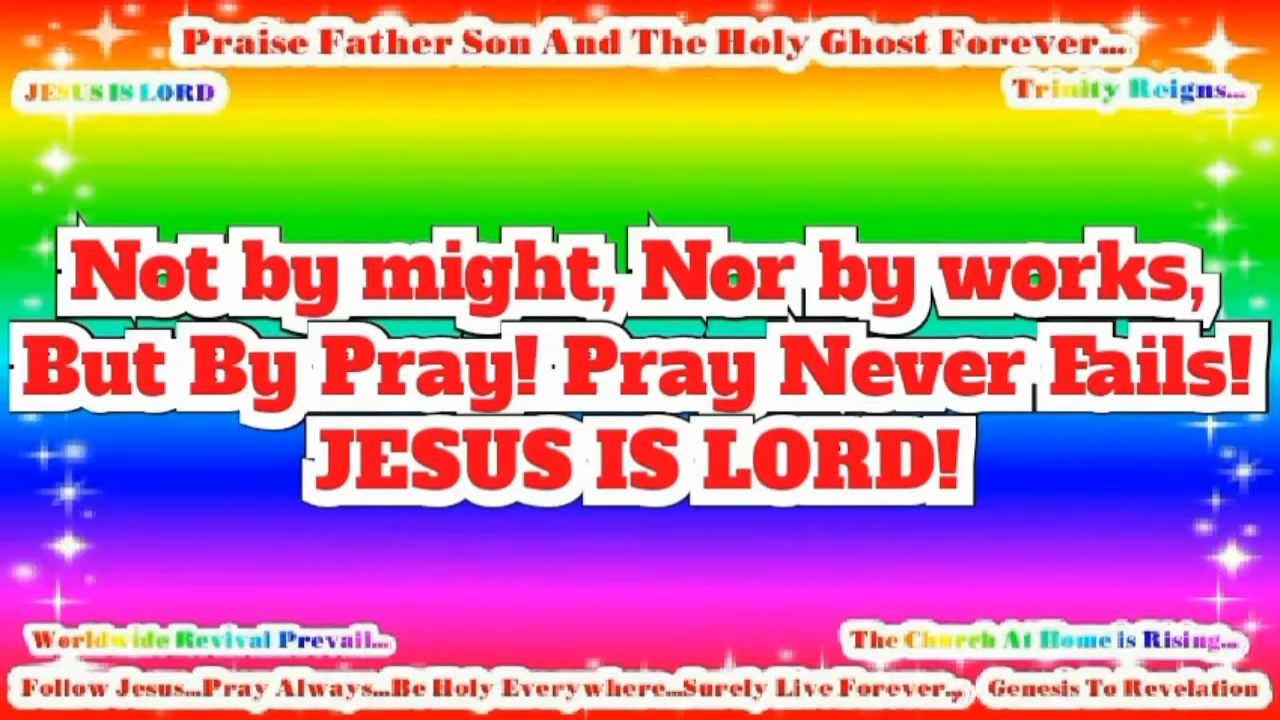 Praise Father Son And The Holy Ghost Forever...
JESUS IS LORD
Trinity Reigns...
Not by might, Nor by works,
But By Pray! Pray Never Fails!
JESUS IS LORD!
Worldwide Revival Prevail...
The Church At Home is Rising...
Follow Jesus...Pray Always...Be Holy Everywhere...Surely Live Forever..,
Genesis To Revelation